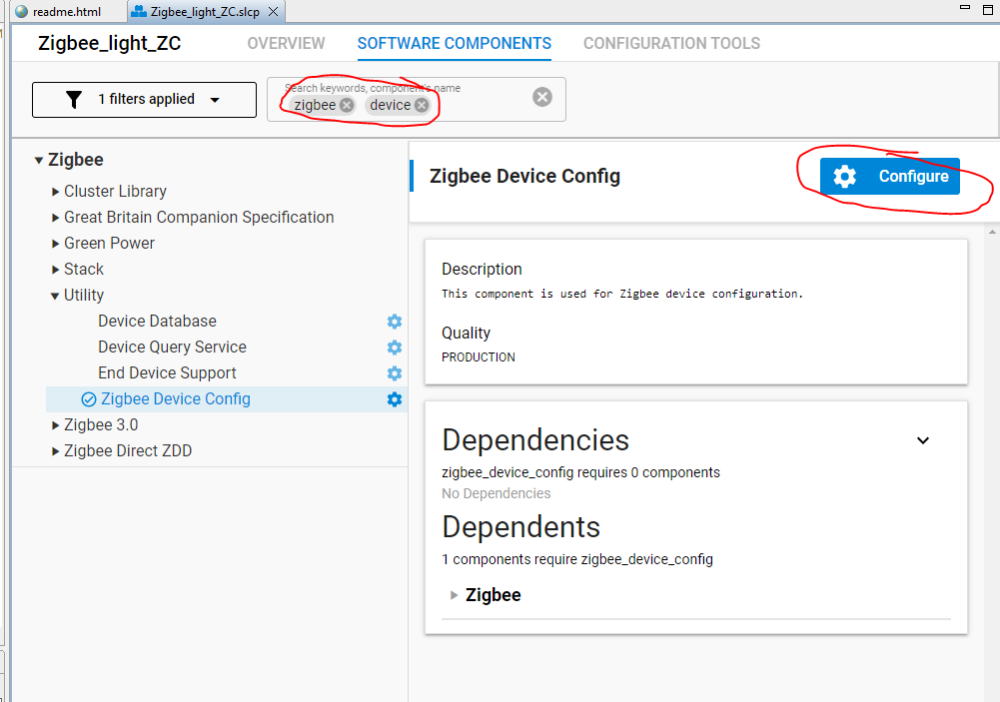 readme.html
Zigbee_light_ZC.slcp
Zigbee_light_ZC
OVERVIEW
SOFTWARE COMPONENTS
CONFIGURATION TOOLS
1 filters applied
Search keywords, component's name
zigbee
device
Zigbee
Cluster Library
Great Britain Companion Specification
Green Power
Stack
Utility
Device Database
Device Query Service
End Device Support
Zigbee Device Config
Zigbee 3.0
Zigbee Direct ZDD
Zigbee Device Config
Configure
Description
This component is used for Zigbee device configuration.
Quality
PRODUCTION
Dependencies
zigbee_device_config requires 0 components
No Dependencies
Dependents
1 components require zigbee_device_config
Zigbee